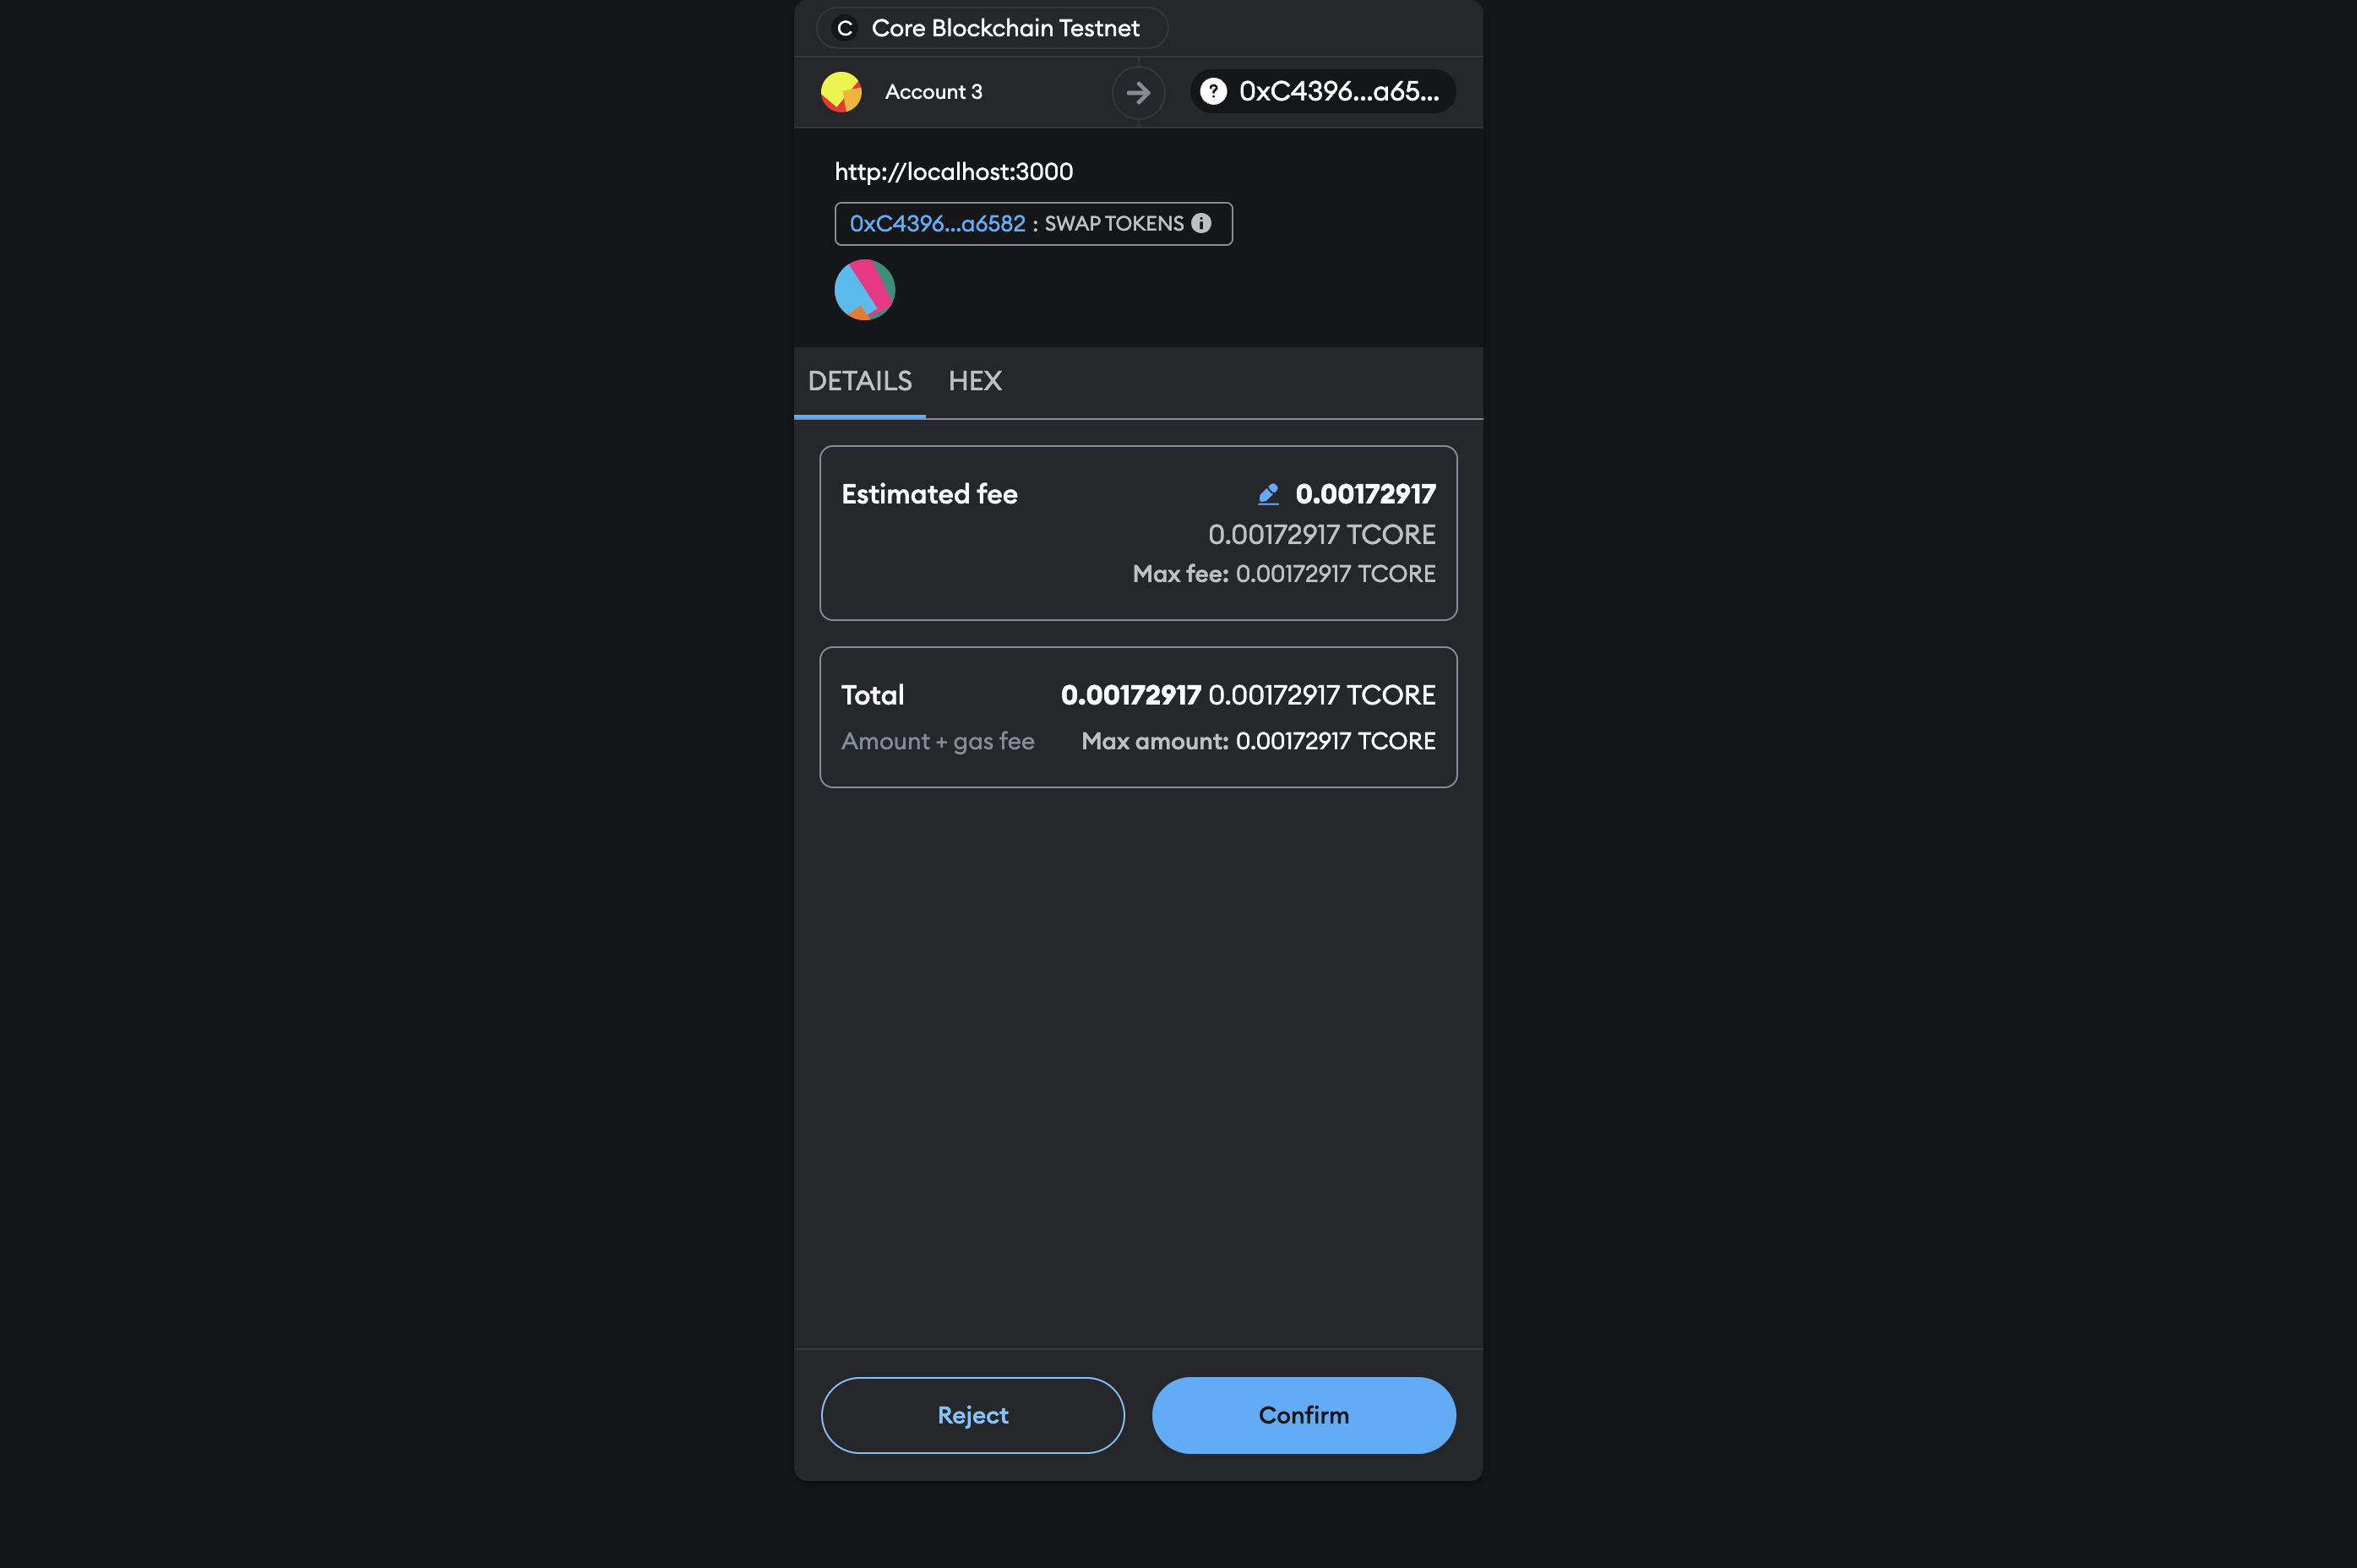 C Core Blockchain Testnet
Account 3
? 0xC4396...a65...
http://localhost:3000
0xC4396...a6582 : SWAP TOKENS i
DETAILS HEX
Estimated fee 0.00172917
0.00172917 TCORE
Max fee: 0.00172917 TCORE
Total 0.00172917 0.00172917 TCORE
Amount + gas fee Max amount: 0.00172917 TCORE
Reject Confirm